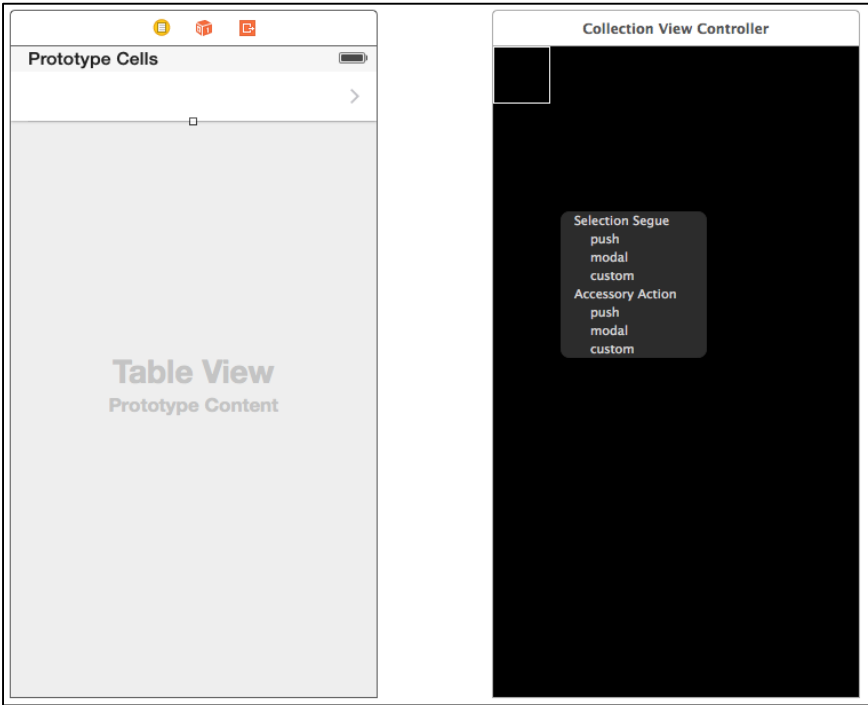 Prototype Cells
Table View
Prototype Content
Collection View Controller
Selection Segue
push
modal
custom
Accessory Action
push
modal
custom